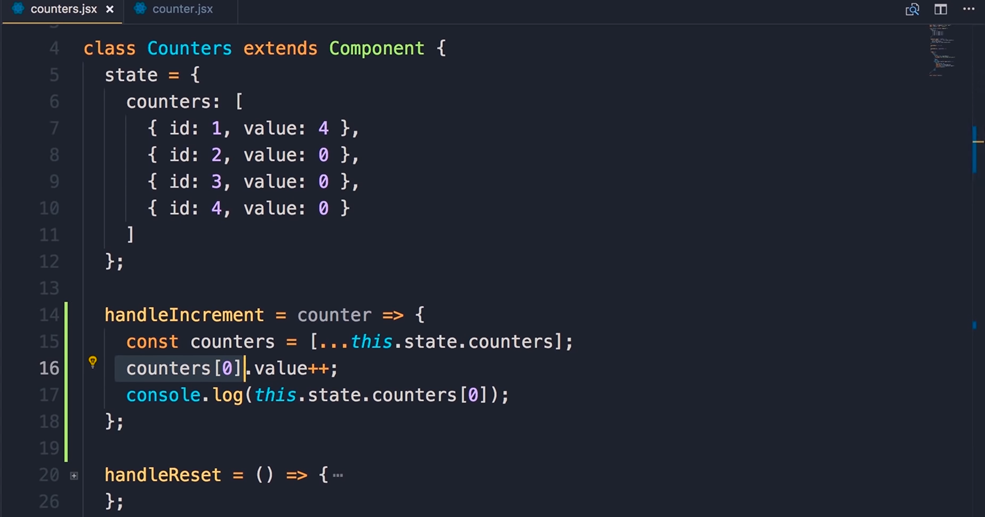 counters.jsx × counter.jsx
4 class Counters extends Component {
5 state = {
6 counters: [
7 { id: 1, value: 4 },
8 { id: 2, value: 0 },
9 { id: 3, value: 0 },
10 { id: 4, value: 0 }
11 ]
12 };
13
14 handleIncrement = counter => {
15 const counters = [...this.state.counters];
16 counters[0].value++;
17 console.log(this.state.counters[0]);
18 };
19
20 handleReset = () => {⋯
26 };